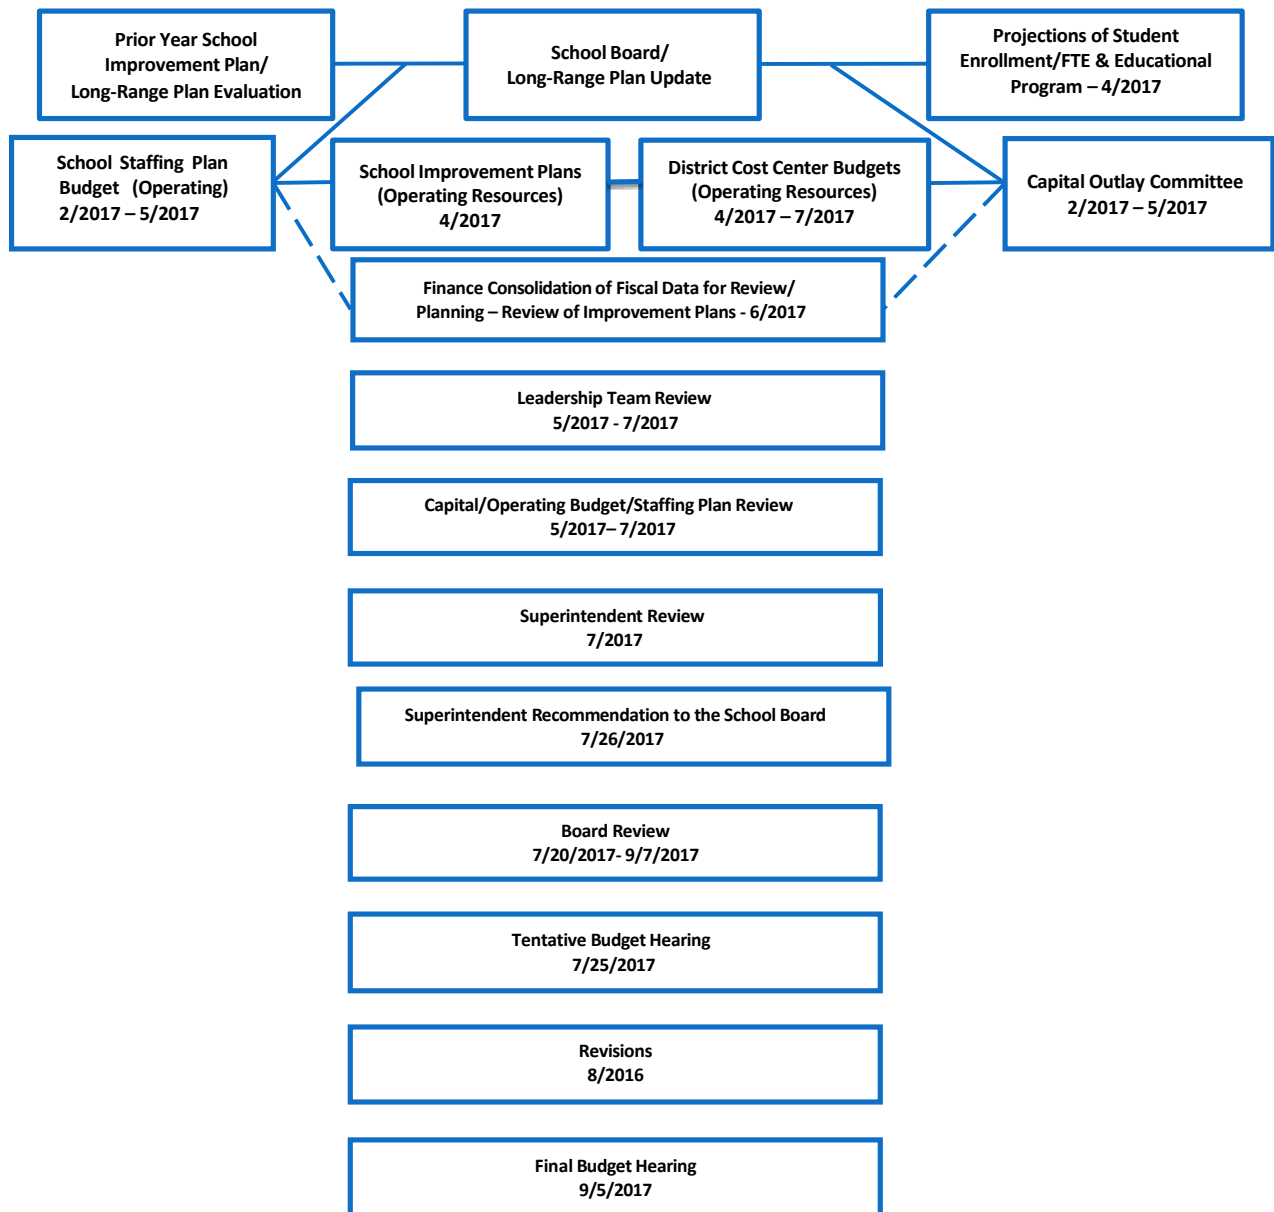 Prior Year School
Improvement Plan/
Long-Range Plan Evaluation
School Board/
Long-Range Plan Update
Projections of Student
Enrollment/FTE & Educational
Program – 4/2017
School Staffing Plan
Budget (Operating)
2/2017 – 5/2017
School Improvement Plans
(Operating Resources)
4/2017
District Cost Center Budgets
(Operating Resources)
4/2017 – 7/2017
Capital Outlay Committee
2/2017 – 5/2017
Finance Consolidation of Fiscal Data for Review/
Planning – Review of Improvement Plans - 6/2017
Leadership Team Review
5/2017 - 7/2017
Capital/Operating Budget/Staffing Plan Review
5/2017– 7/2017
Superintendent Review
7/2017
Superintendent Recommendation to the School Board
7/26/2017
Board Review
7/20/2017- 9/7/2017
Tentative Budget Hearing
7/25/2017
Revisions
8/2016
Final Budget Hearing
9/5/2017